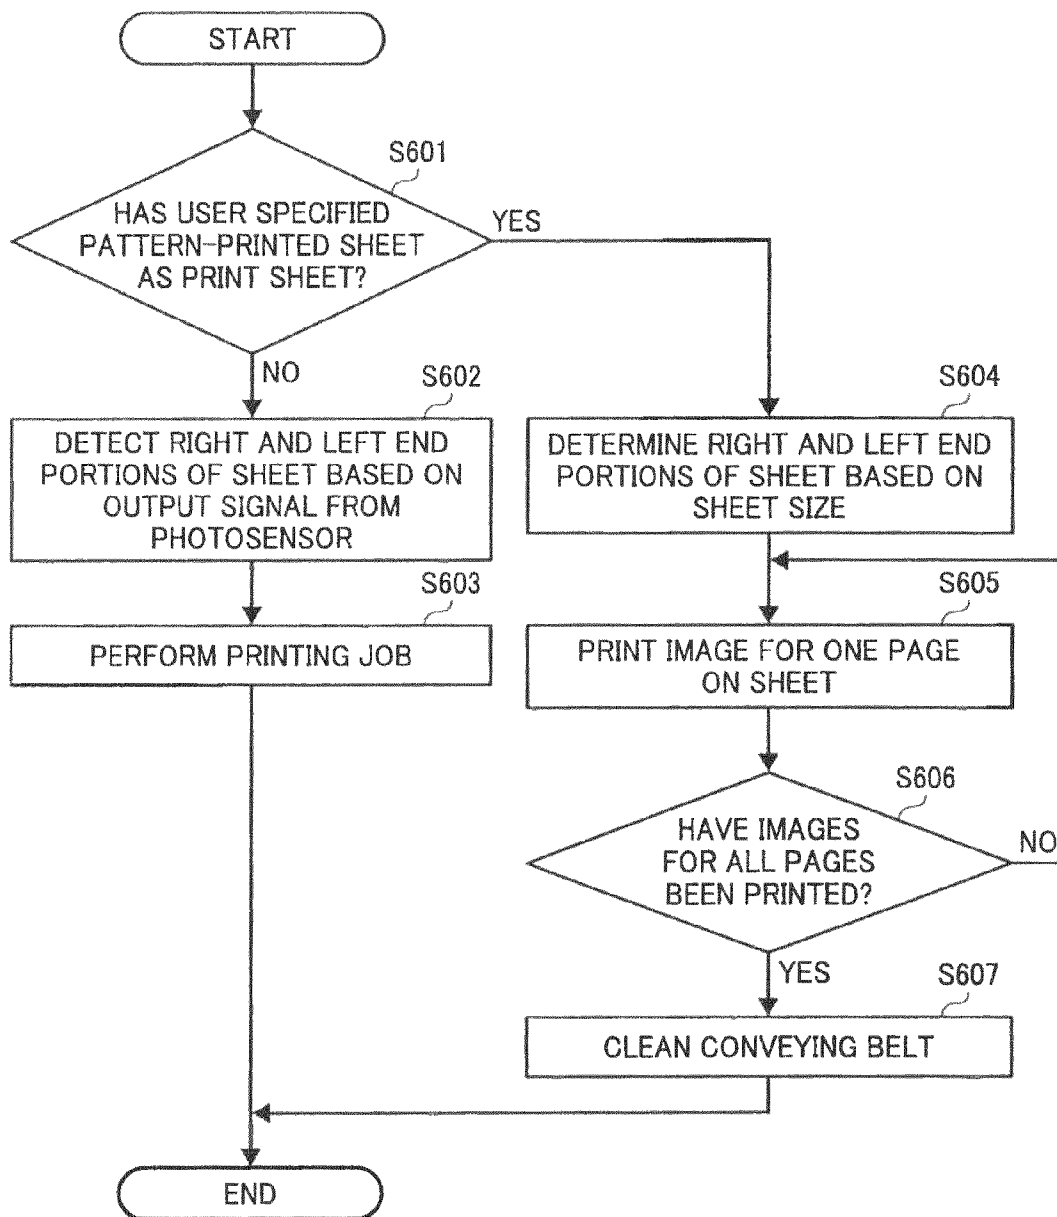 START
S601
HAS USER SPECIFIED
PATTERN-PRINTED SHEET
AS PRINT SHEET?
YES
NO
S602
DETECT RIGHT AND LEFT END
PORTIONS OF SHEET BASED ON
OUTPUT SIGNAL FROM
PHOTOSENSOR
S603
PERFORM PRINTING JOB
S604
DETERMINE RIGHT AND LEFT END
PORTIONS OF SHEET BASED ON
SHEET SIZE
S605
PRINT IMAGE FOR ONE PAGE
ON SHEET
S606
HAVE IMAGES
FOR ALL PAGES
BEEN PRINTED?
NO
YES
S607
CLEAN CONVEYING BELT
END